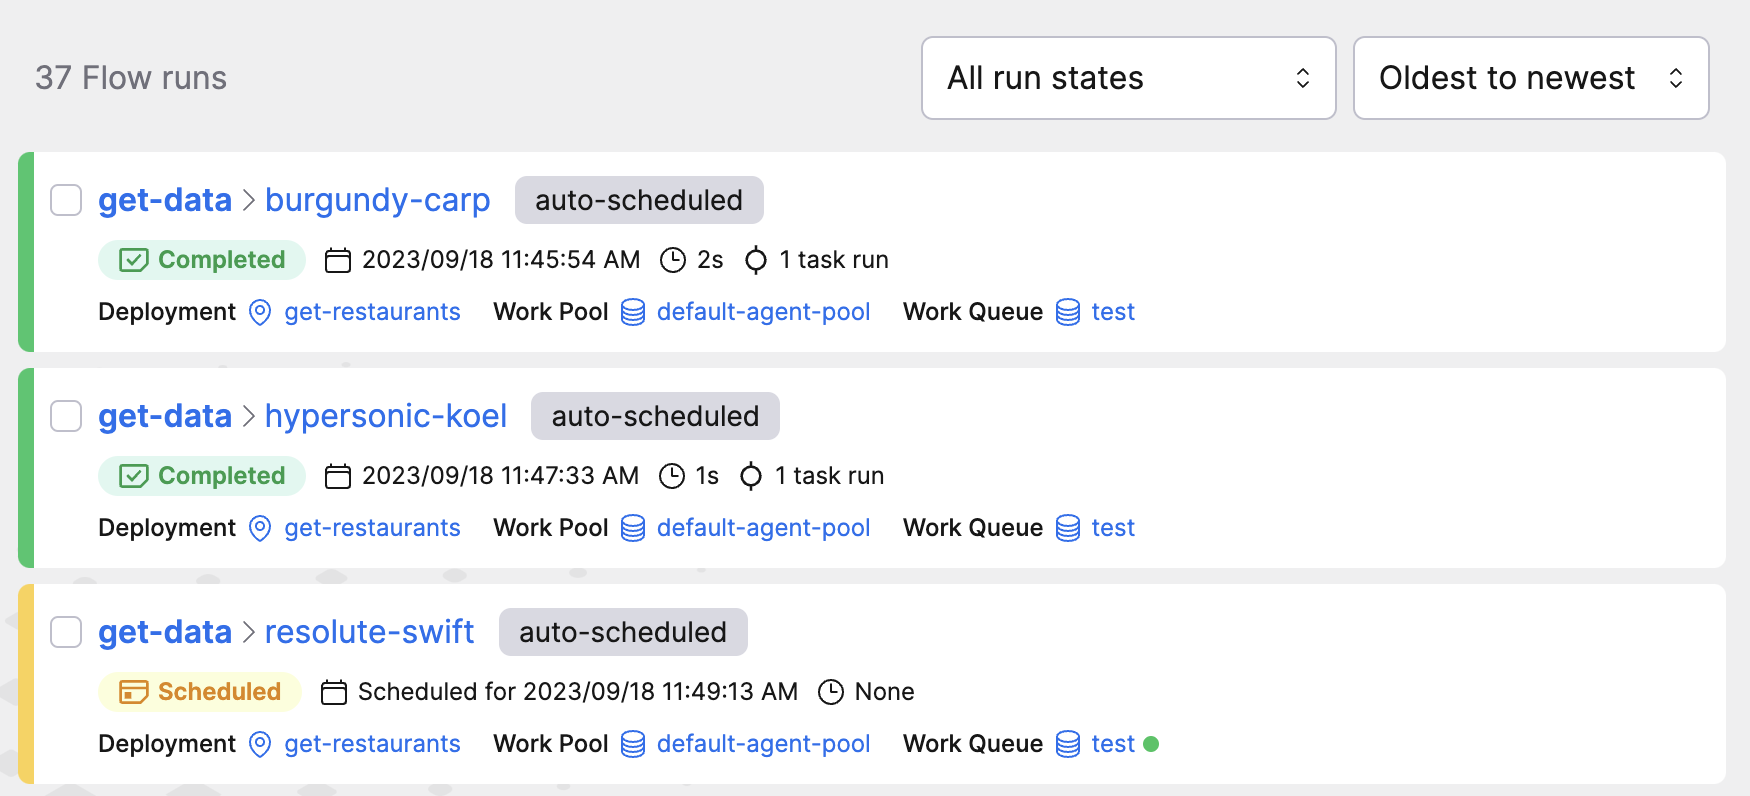 37 Flow runs All run states Oldest to newest
get-data > burgundy-carp auto-scheduled
Completed 2023/09/18 11:45:54 AM 2s 1 task run
Deployment get-restaurants Work Pool default-agent-pool Work Queue test
get-data > hypersonic-koel auto-scheduled
Completed 2023/09/18 11:47:33 AM 1s 1 task run
Deployment get-restaurants Work Pool default-agent-pool Work Queue test
get-data > resolute-swift auto-scheduled
Scheduled Scheduled for 2023/09/18 11:49:13 AM None
Deployment get-restaurants Work Pool default-agent-pool Work Queue test